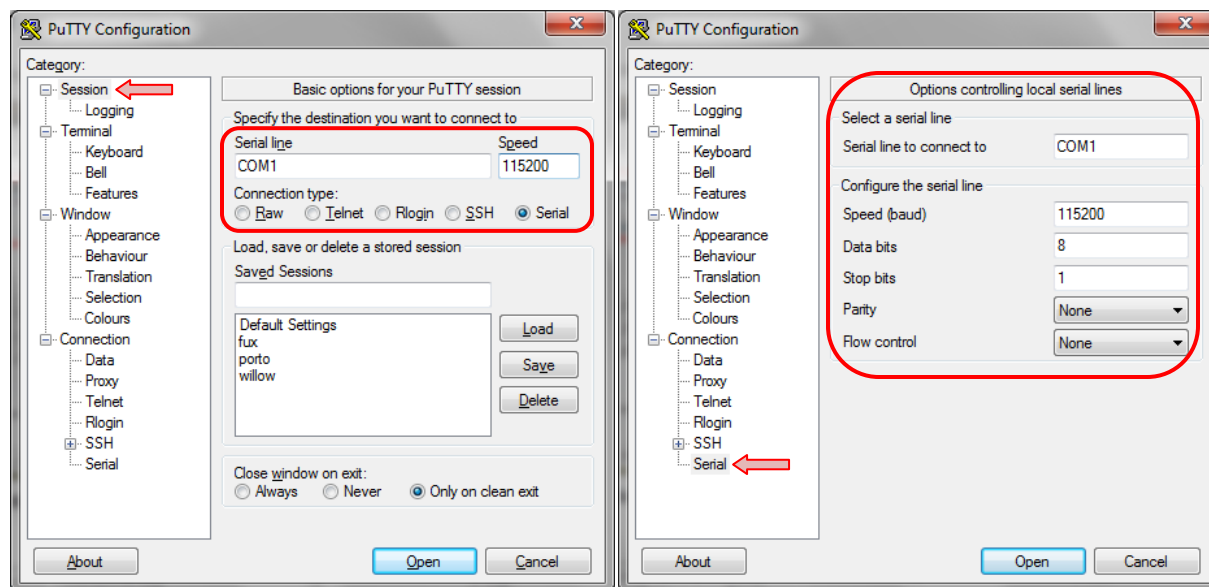 PuTTY Configuration
Category:
Session
Logging
Terminal
Keyboard
Bell
Features
Window
Appearance
Behaviour
Translation
Selection
Colours
Connection
Data
Proxy
Telnet
Rlogin
SSH
Serial
Basic options for your PuTTY session
Specify the destination you want to connect to
Serial line Speed
COM1 115200
Connection type:
Raw Telnet Rlogin SSH Serial
Load, save or delete a stored session
Saved Sessions
Default Settings
fux
porto
willow
Load
Save
Delete
Close window on exit:
Always Never Only on clean exit
About Open Cancel
PuTTY Configuration
Category:
Session
Logging
Terminal
Keyboard
Bell
Features
Window
Appearance
Behaviour
Translation
Selection
Colours
Connection
Data
Proxy
Telnet
Rlogin
SSH
Serial
Options controlling local serial lines
Select a serial line
Serial line to connect to COM1
Configure the serial line
Speed (baud) 115200
Data bits 8
Stop bits 1
Parity None
Flow control None
About Open Cancel